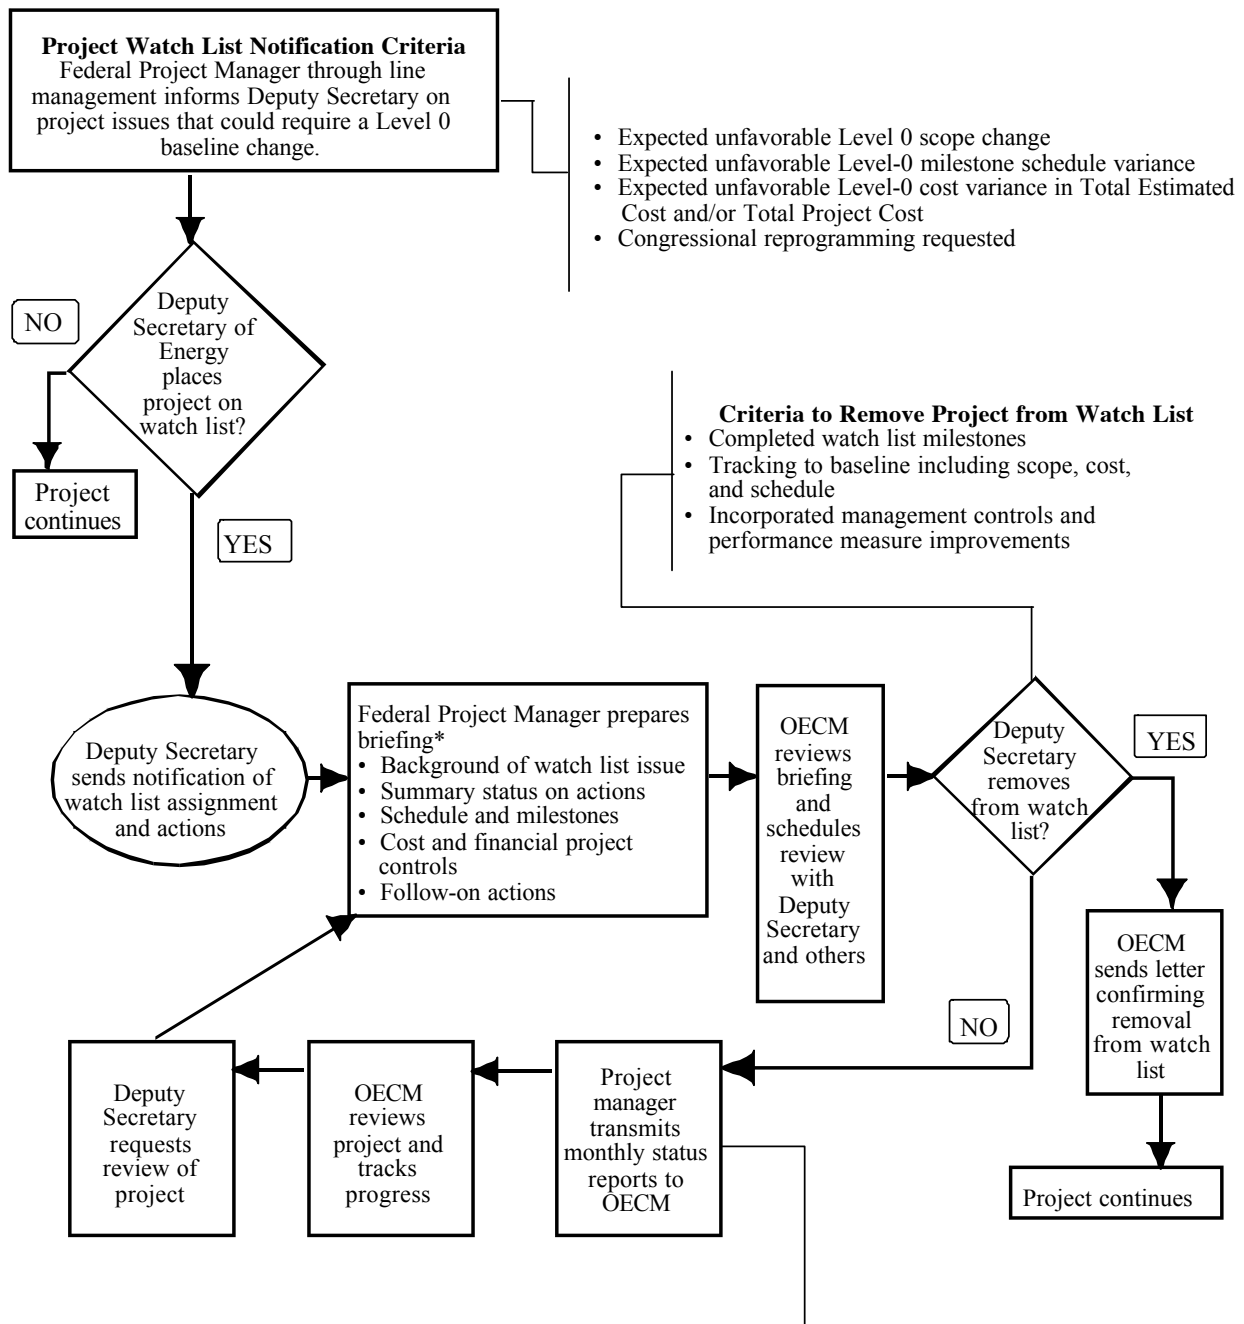 Project Watch List Notification Criteria
Federal Project Manager through line
management informs Deputy Secretary on
project issues that could require a Level 0
baseline change.
• Expected unfavorable Level 0 scope change
• Expected unfavorable Level-0 milestone schedule variance
• Expected unfavorable Level-0 cost variance in Total Estimated
Cost and/or Total Project Cost
• Congressional reprogramming requested
Deputy
Secretary of
Energy
places
project on
watch list?
NO
Project
continues
YES
Criteria to Remove Project from Watch List
• Completed watch list milestones
• Tracking to baseline including scope, cost,
and schedule
• Incorporated management controls and
performance measure improvements
Deputy Secretary
sends notification of
watch list assignment
and actions
Federal Project Manager prepares
briefing*
• Background of watch list issue
• Summary status on actions
• Schedule and milestones
• Cost and financial project
controls
• Follow-on actions
OECM
reviews
briefing
and
schedules
review
with
Deputy
Secretary
and others
Deputy
Secretary
removes
from watch
list?
YES
OECM
sends letter
confirming
removal
from watch
list
Project continues
NO
Project
manager
transmits
monthly status
reports to
OECM
OECM
reviews
project and
tracks
progress
Deputy
Secretary
requests
review of
project